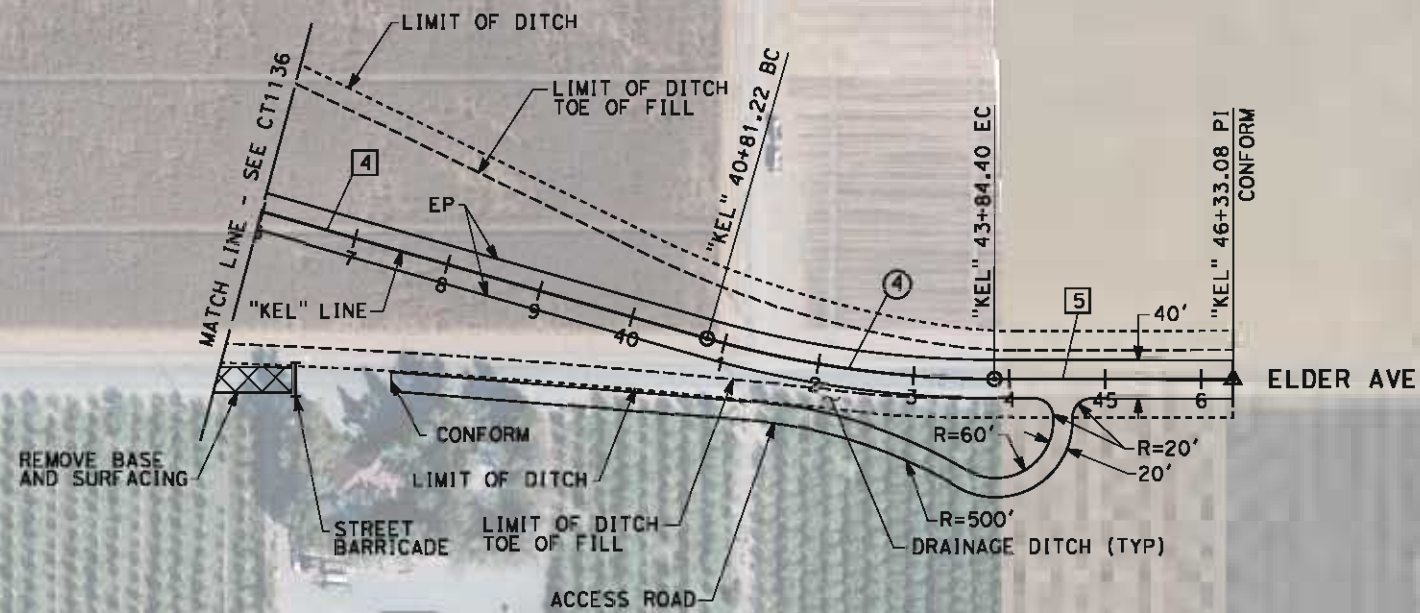 LIMIT OF DITCH
LIMIT OF DITCH
TOE OF FILL
"KEL" 40+81.22 BC
"KEL" 43+84.40 EC
"KEL" 46+33.08 PI
CONFORM
MATCH LINE - SEE CT1136
4
EP
7
8
9
40
"KEL" LINE
4
5
40'
2
3
4
45
6
ELDER AVE
CONFORM
R=60'
R=20'
20'
REMOVE BASE
AND SURFACING
LIMIT OF DITCH
STREET
BARRICADE
LIMIT OF DITCH
TOE OF FILL
R=500'
DRAINAGE DITCH (TYP)
ACCESS ROAD